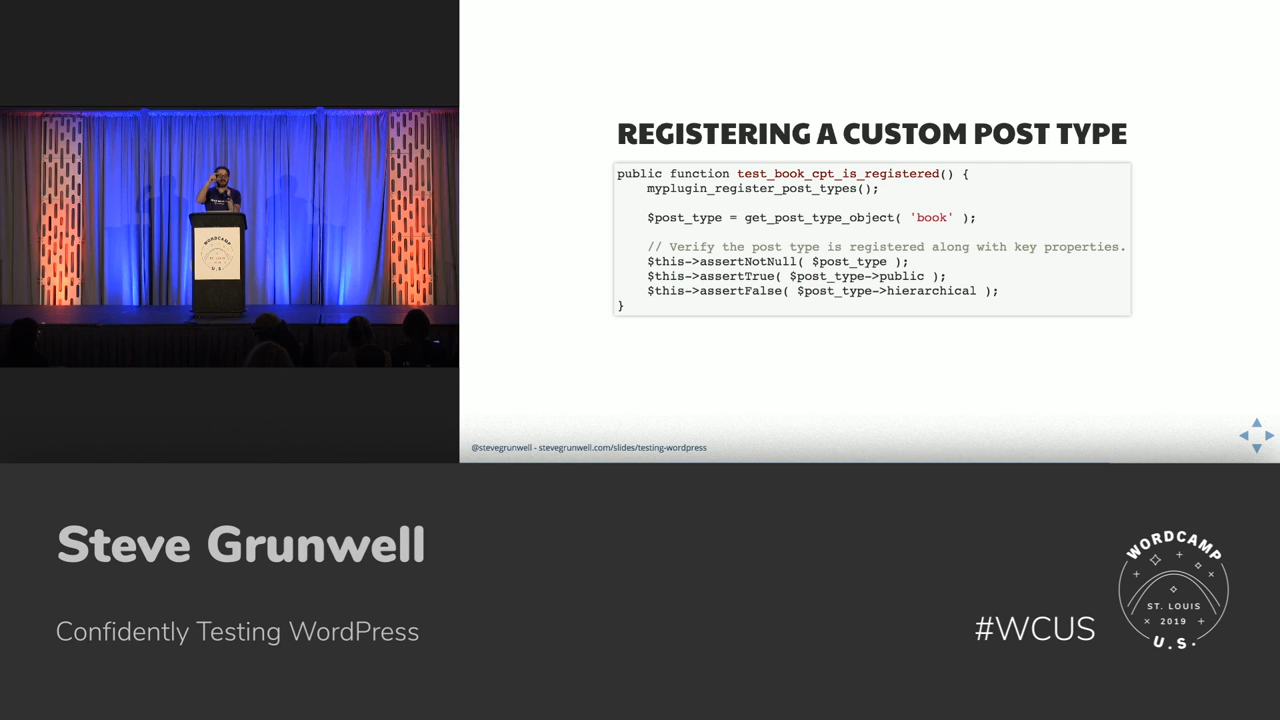 REGISTERING A CUSTOM POST TYPE
public function test_book_cpt_is_registered() {
    myplugin_register_post_types();
    $post_type = get_post_type_object( 'book' );
    // Verify the post type is registered along with key properties.
    $this->assertNotNull( $post_type );
    $this->assertTrue( $post_type->public );
    $this->assertFalse( $post_type->hierarchical );
}
@stevegrunwell - stevegrunwell.com/slides/testing-wordpress
WORDCAMP
U.S.
Steve Grunwell
Confidently Testing WordPress
#WCUS
WORDCAMP
ST. LOUIS
2019
U.S.